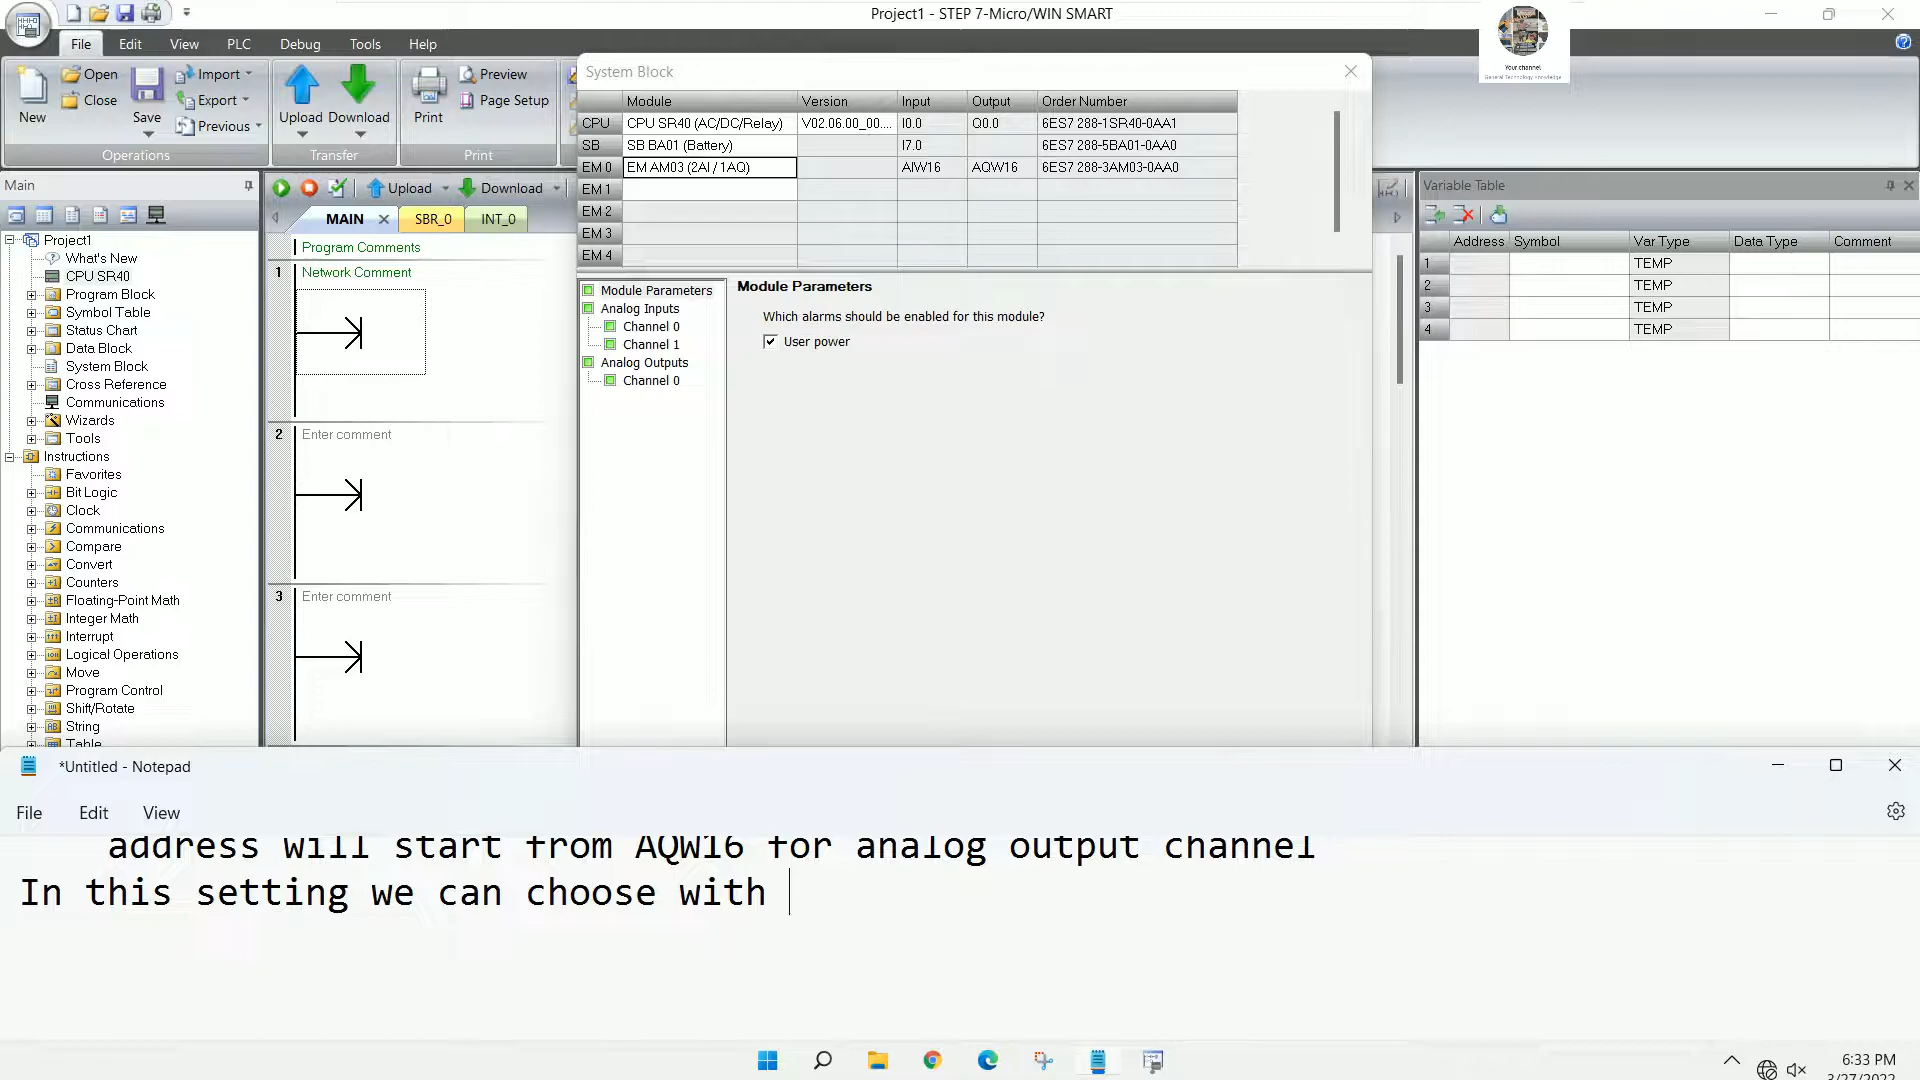 Project1 - STEP 7-Micro/WIN SMART
Your channel
General Technology knowledge
File Edit View PLC Debug Tools Help
New
Open
Close
Save
Import
Export
Previous
Operations
Upload
Download
Transfer
Print
Preview
Page Setup
Print
System Block
Module Version Input Output Order Number
CPU CPU SR40 (AC/DC/Relay) V02.06.00_00.... I0.0 Q0.0 6ES7 288-1SR40-0AA1
SB SB BA01 (Battery) I7.0 6ES7 288-5BA01-0AA0
EM 0 EM AM03 (2AI / 1AQ) AIW16 AQW16 6ES7 288-3AM03-0AA0
EM 1
EM 2
EM 3
EM 4
Module Parameters
Analog Inputs
Channel 0
Channel 1
Analog Outputs
Channel 0
Module Parameters
Which alarms should be enabled for this module?
User power
Main
Project1
What's New
CPU SR40
Program Block
Symbol Table
Status Chart
Data Block
System Block
Cross Reference
Communications
Wizards
Tools
Instructions
Favorites
Bit Logic
Clock
Communications
Compare
Convert
Counters
Floating-Point Math
Integer Math
Interrupt
Logical Operations
Move
Program Control
Shift/Rotate
String
Table
Upload Download
MAIN SBR_0 INT_0
Program Comments
1 Network Comment
2 Enter comment
3 Enter comment
Variable Table
Address Symbol Var Type Data Type Comment
1 TEMP
2 TEMP
3 TEMP
4 TEMP
*Untitled - Notepad
File Edit View
address will start from AQW16 for analog output channel
In this setting we can choose with
6:33 PM
3/27/2022